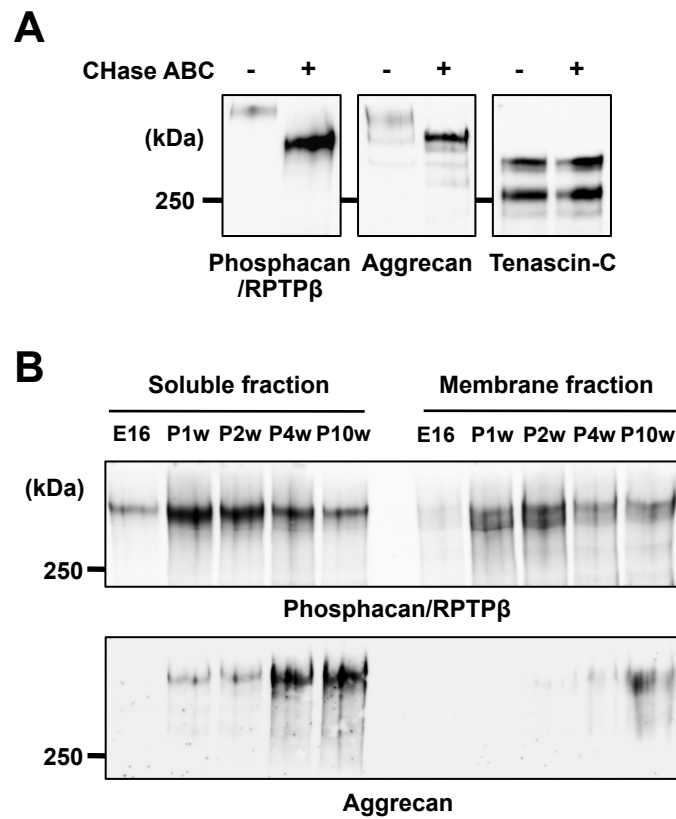 A
CHase ABC - + - + - +
(kDa)
250
Phosphacan Aggrecan Tenascin-C
/RPTPβ
B
Soluble fraction Membrane fraction
E16 P1w P2w P4w P10w E16 P1w P2w P4w P10w
(kDa)
250
Phosphacan/RPTPβ
250
Aggrecan